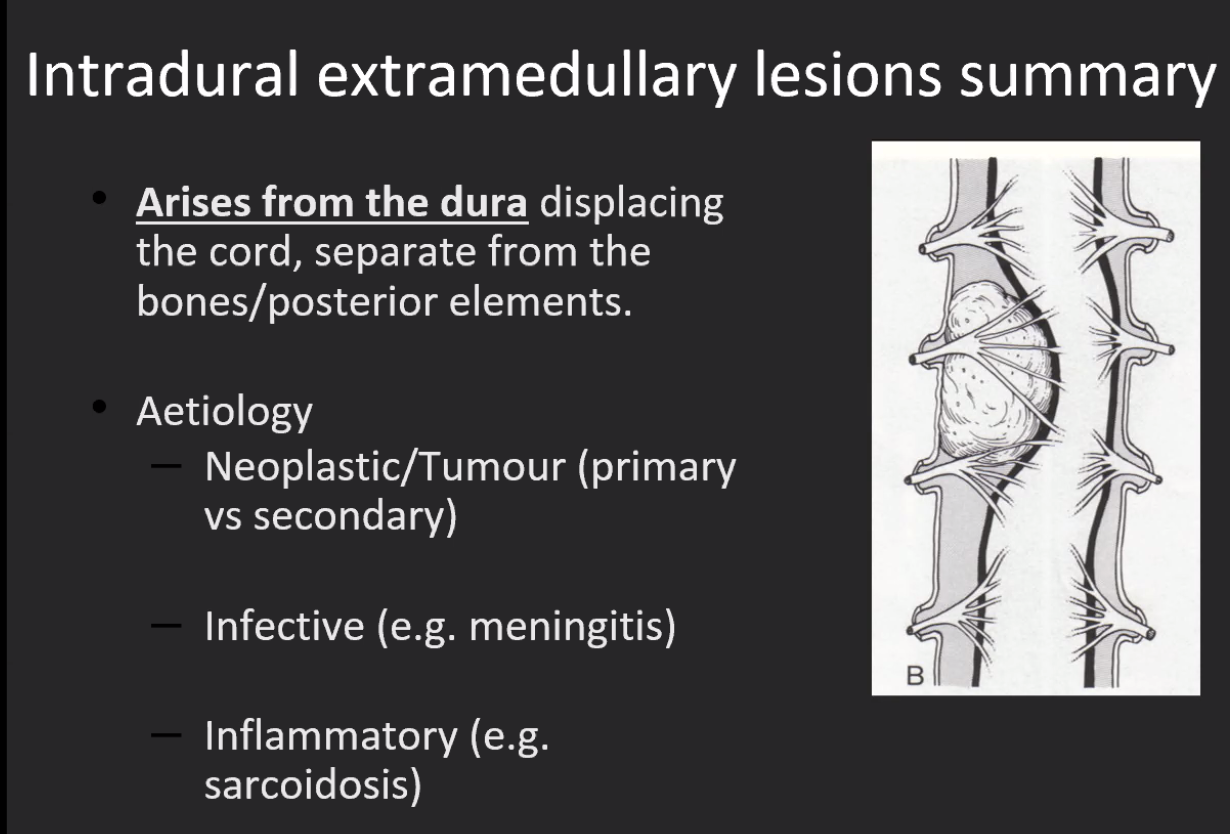 Intradural extramedullary lesions summary
• Arises from the dura displacing
the cord, separate from the
bones/posterior elements.
• Aetiology
— Neoplastic/Tumour (primary
vs secondary)
— Infective (e.g. meningitis)
— Inflammatory (e.g.
sarcoidosis)
B